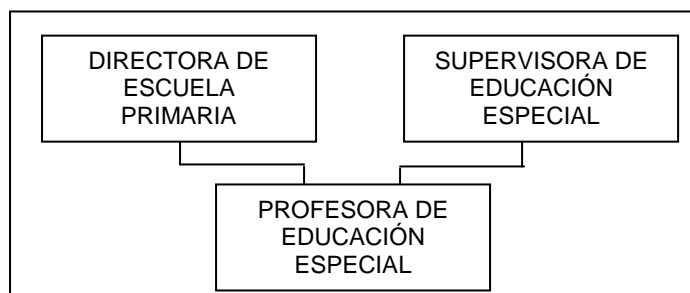 DIRECTORA DE
ESCUELA
PRIMARIA
SUPERVISORA DE
EDUCACIÓN
ESPECIAL
PROFESORA DE
EDUCACIÓN
ESPECIAL